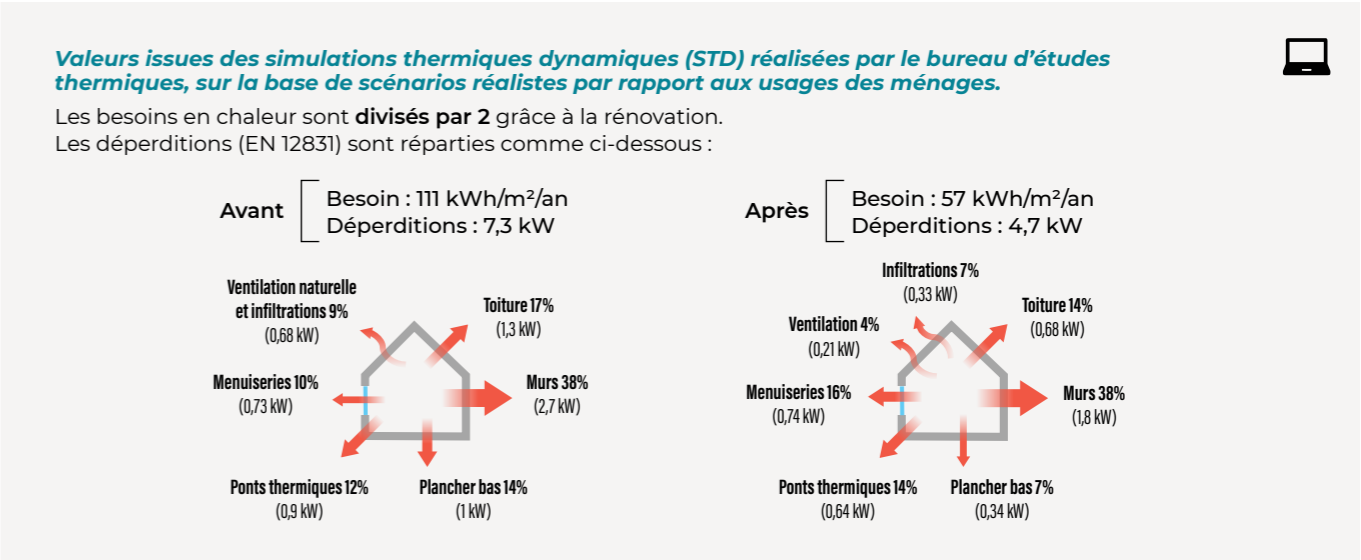 Valeurs issues des simulations thermiques dynamiques (STD) réalisées par le bureau d’études
thermiques, sur la base de scénarios réalistes par rapport aux usages des ménages.
Les besoins en chaleur sont divisés par 2 grâce à la rénovation.
Les déperditions (EN 12831) sont réparties comme ci-dessous :
Avant
Besoin : 111 kWh/m²/an
Déperditions : 7,3 kW
Ventilation naturelle
et infiltrations 9%
(0,68 kW)
Toiture 17%
(1,3 kW)
Menuiseries 10%
(0,73 kW)
Murs 38%
(2,7 kW)
Ponts thermiques 12%
(0,9 kW)
Plancher bas 14%
(1 kW)
Après
Besoin : 57 kWh/m²/an
Déperditions : 4,7 kW
Infiltrations 7%
(0,33 kW)
Toiture 14%
(0,68 kW)
Ventilation 4%
(0,21 kW)
Menuiseries 16%
(0,74 kW)
Murs 38%
(1,8 kW)
Ponts thermiques 14%
(0,64 kW)
Plancher bas 7%
(0,34 kW)